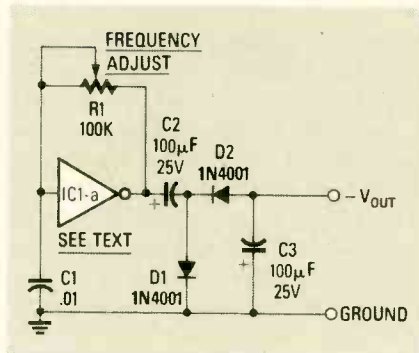 FREQUENCY
ADJUST
R1
100K
C2
100µF
25V
D2
1N4001
IC1-a
+
-VOUT
SEE TEXT
C3
100µF
25V
+
C1
.01
D1
1N4001
GROUND